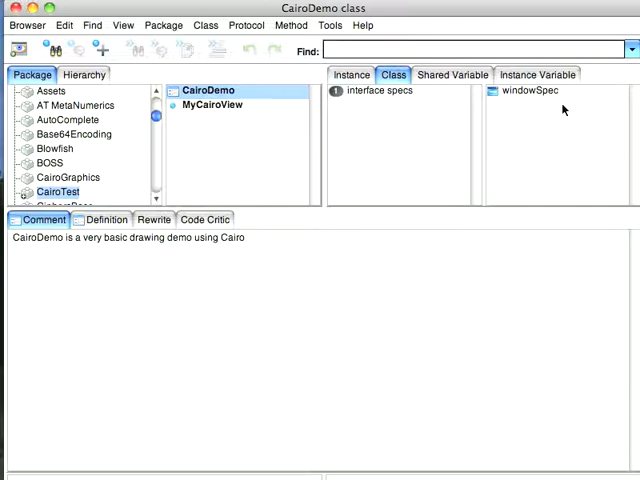 CairoDemo class
Browser Edit Find View Package Class Protocol Method Tools Help
Find:
Package Hierarchy
Instance Class Shared Variable Instance Variable
Assets
AT MetaNumerics
AutoComplete
Base64Encoding
Blowfish
BOSS
CairoGraphics
CairoTest
CairoDemo
MyCairoView
1 interface specs
windowSpec
Comment Definition Rewrite Code Critic
CairoDemo is a very basic drawing demo using Cairo